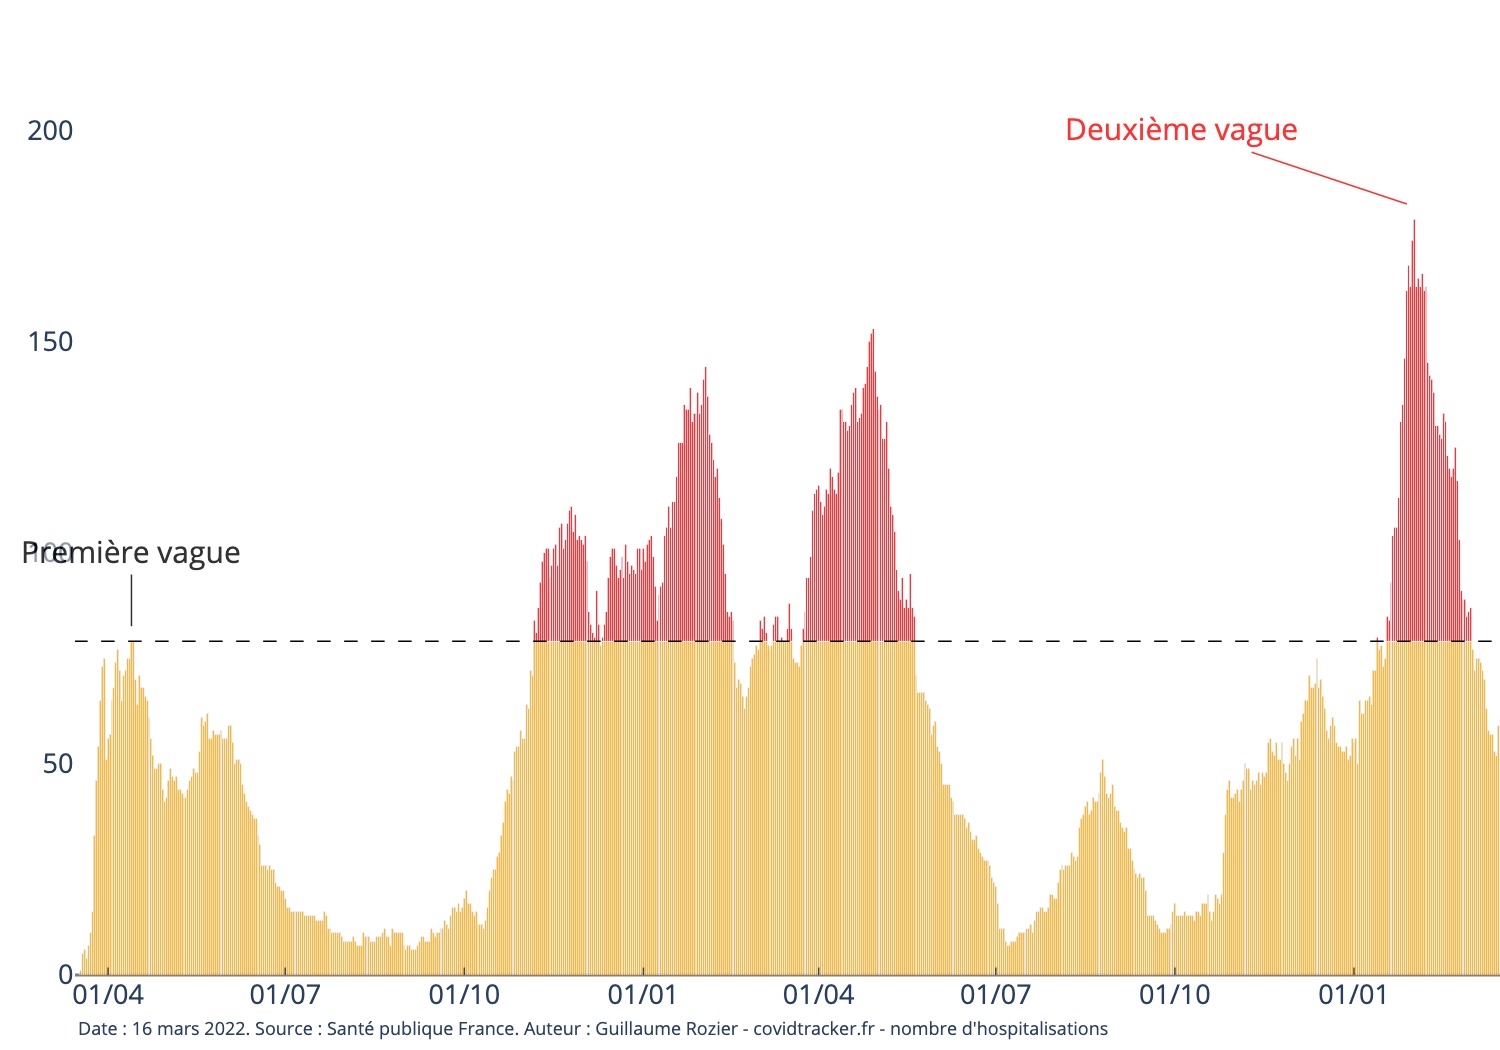 200
Deuxième vague
150
100
Première vague
50
0
01/04 01/07 01/10 01/01 01/04 01/07 01/10 01/01
Date : 16 mars 2022. Source : Santé publique France. Auteur : Guillaume Rozier - covidtracker.fr - nombre d'hospitalisations